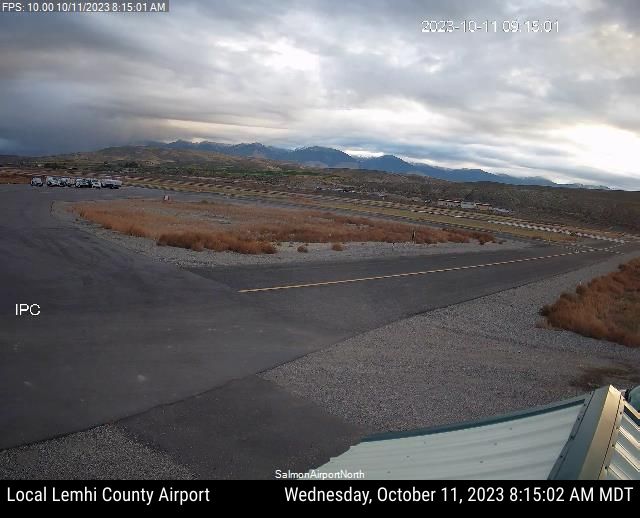 FPS: 10.00 10/11/2023 8:15:01 AM
2023-10-11 09:15:01
IPC
SalmonAirportNorth
Local Lemhi County Airport Wednesday, October 11, 2023 8:15:02 AM MDT